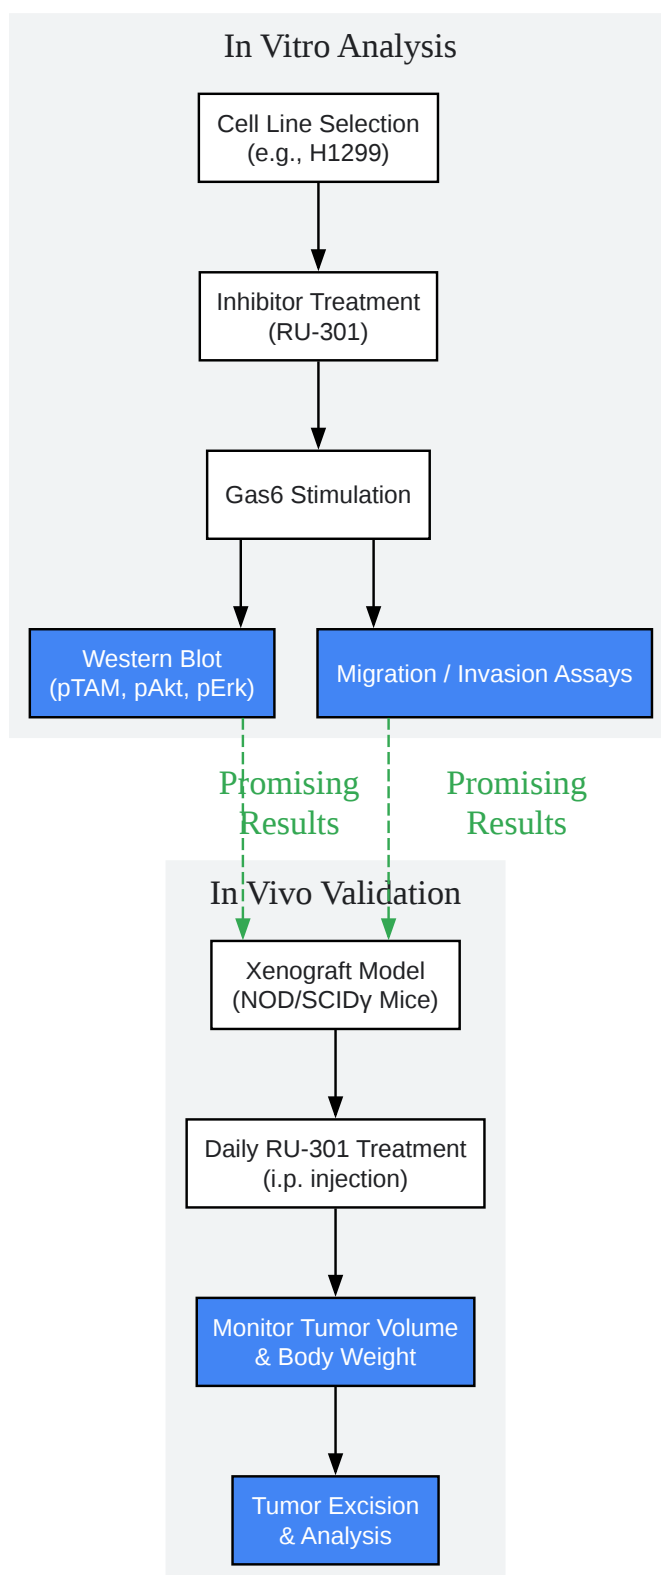 In Vitro Analysis
Cell Line Selection
(e.g., H1299)
Inhibitor Treatment
(RU-301)
Gas6 Stimulation
Western Blot
(pTAM, pAkt, pErk)
Migration / Invasion Assays
Promising
Results
Promising
Results
In Vivo Validation
Xenograft Model
(NOD/SCIDγ Mice)
Daily RU-301 Treatment
(i.p. injection)
Monitor Tumor Volume
& Body Weight
Tumor Excision
& Analysis